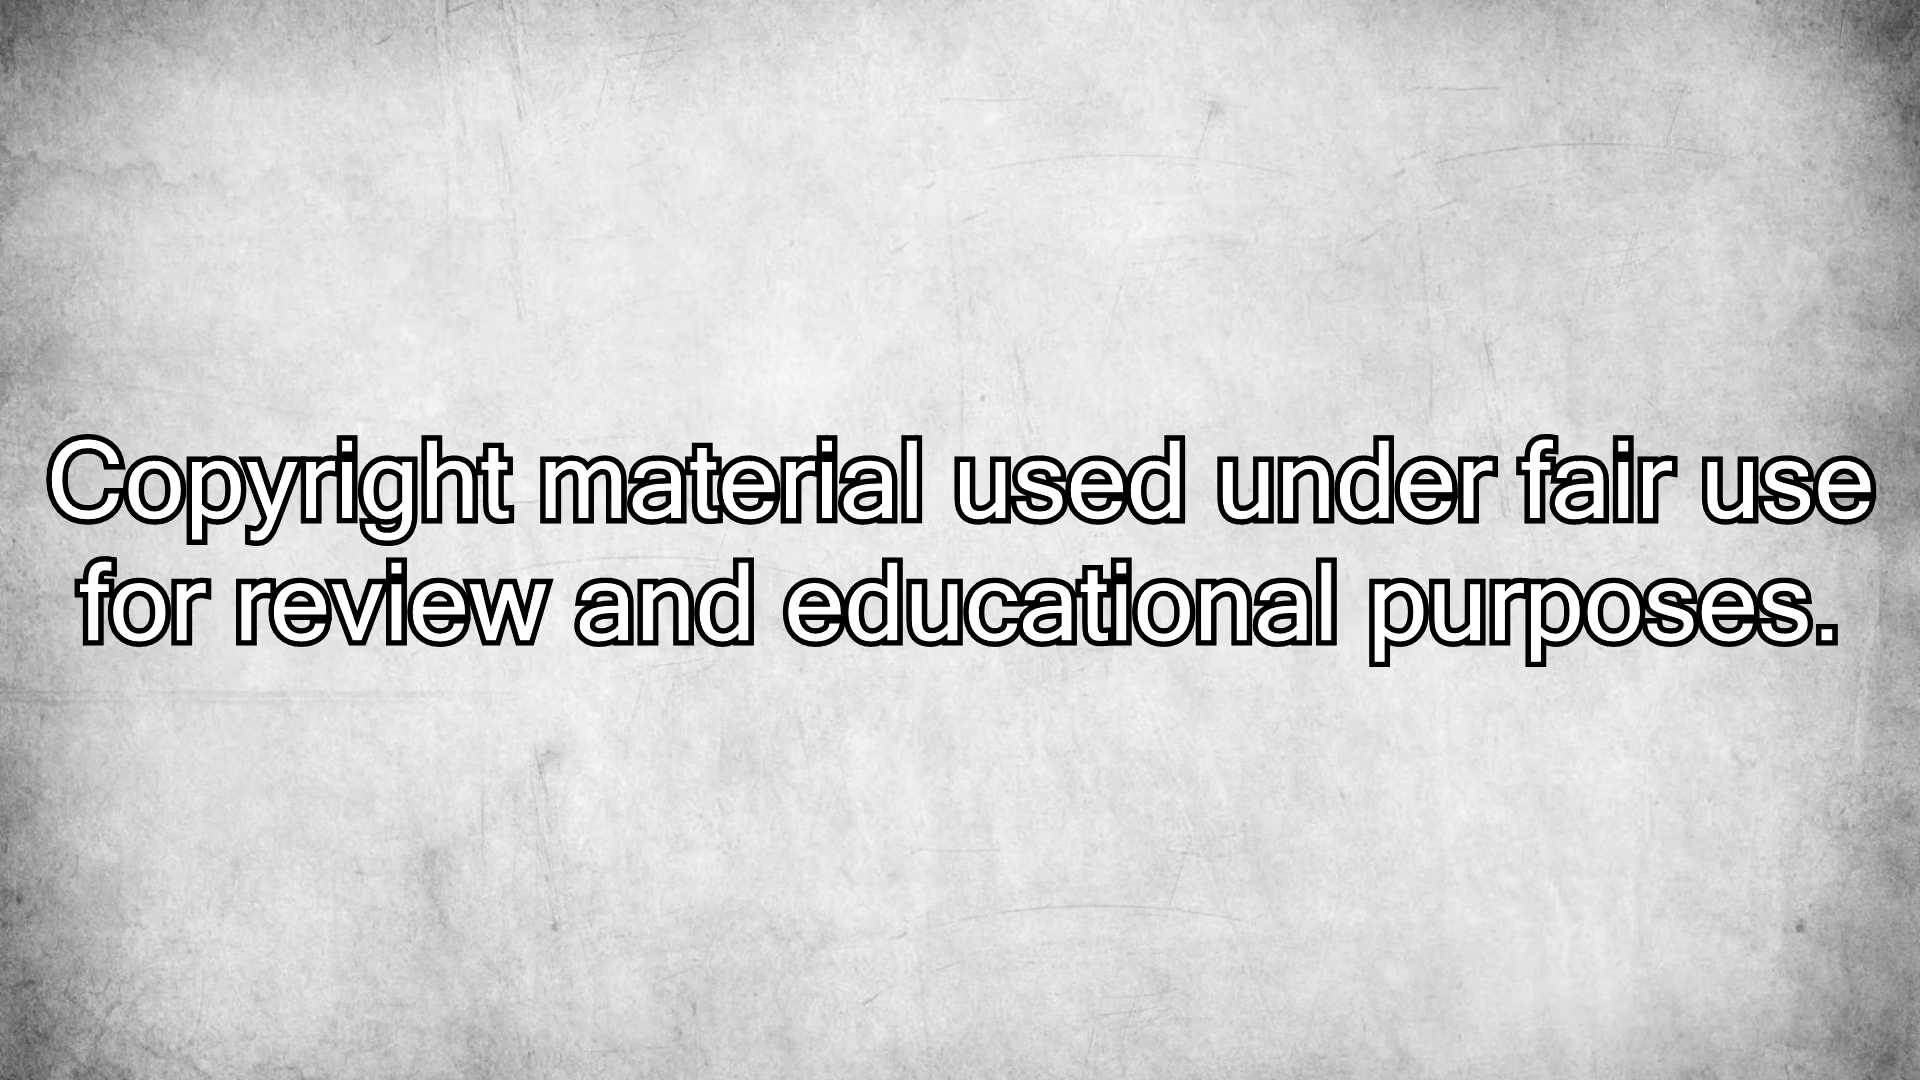 Copyright material used under fair use
for review and educational purposes.